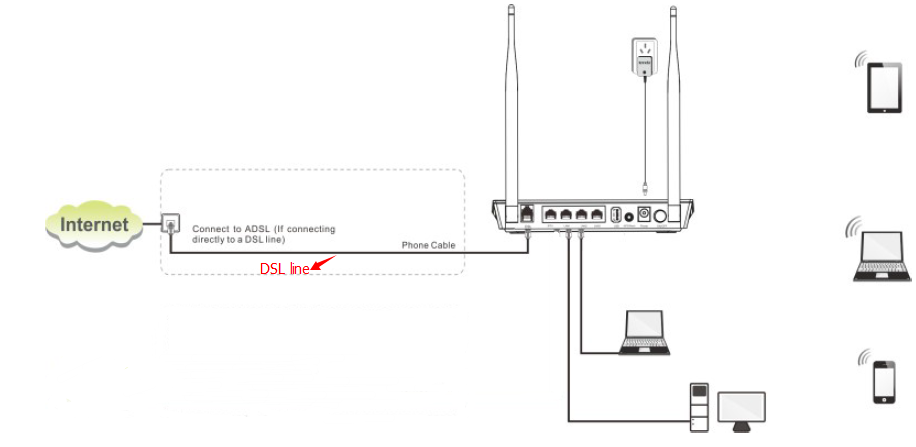 Internet
Connect to ADSL (If connecting
directly to a DSL line)
Phone Cable
DSL line